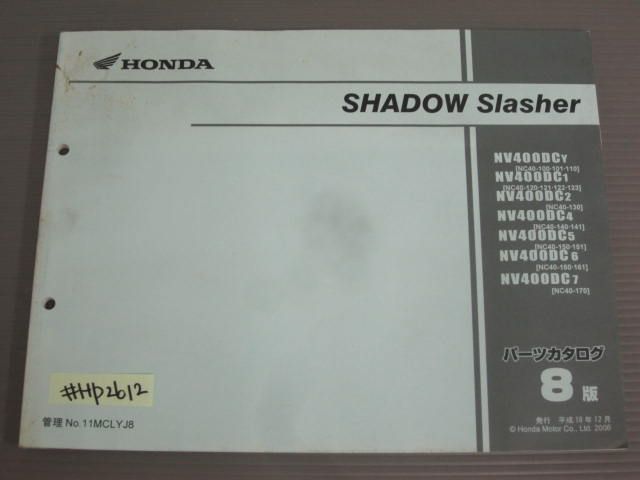 HONDA
SHADOW Slasher
NV400DCY
[NC40-100-101-110]
NV400DC1
[NC40-120-121-122-123]
NV400DC2
[NC40-130]
NV400DC4
[NC40-140-141]
NV400DC5
[NC40-150-151]
NV400DC6
[NC40-160-161]
NV400DC7
[NC40-170]
パーツカタログ
8版
#Hp2612
管理 No.11MCLYJ8
発行 平成18年12月
© Honda Motor Co., Ltd. 2006